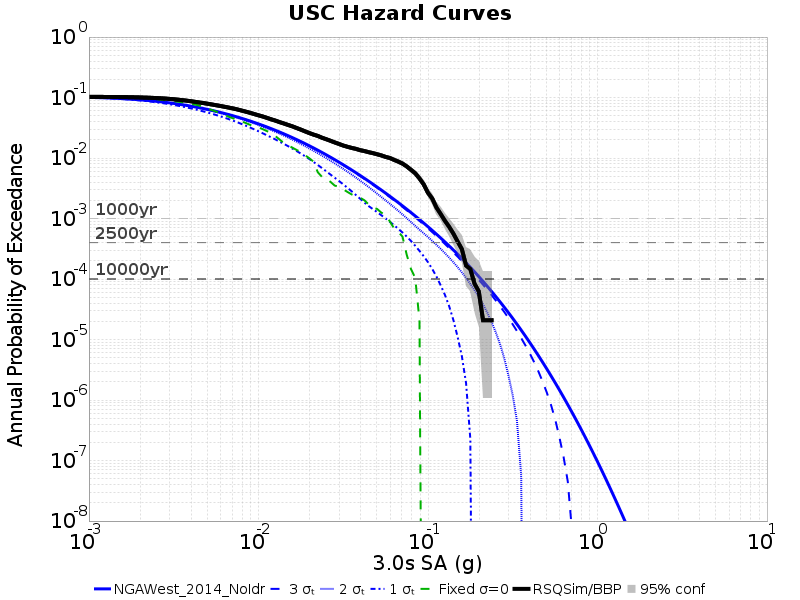 USC Hazard Curves
Annual Probability of Exceedance
10^0
10^-1
10^-2
10^-3
10^-4
10^-5
10^-6
10^-7
10^-8
1000yr
2500yr
10000yr
10^-3 10^-2 10^-1 10^0 10^1
3.0s SA (g)
NGAWest_2014_NoIdr 3 σₜ 2 σₜ 1 σₜ Fixed σ=0 RSQSim/BBP 95% conf